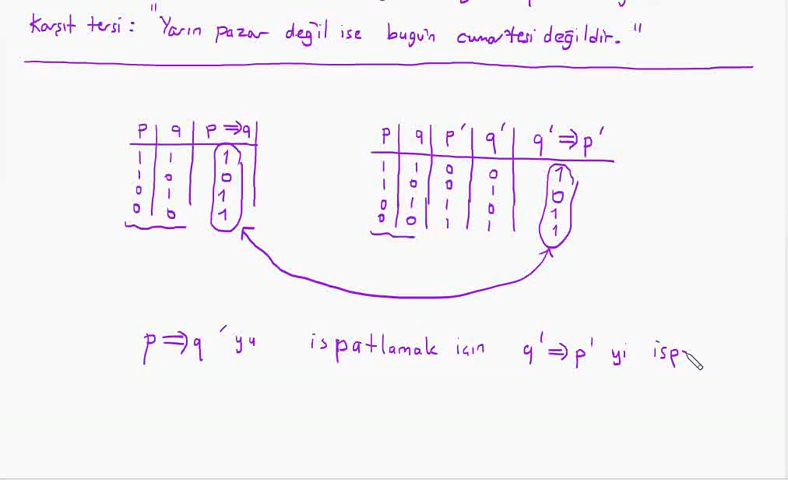 Karşıt tersi: "Yarın pazar değil ise bugün cumartesi değildir."
p q p ⇒ q
1 1 1
1 0 0
0 1 1
0 0 1
p q p' q' q' ⇒ p'
1 1 0 0 1
1 0 0 1 0
0 1 1 0 1
0 0 1 1 1
p ⇒ q 'yu ispatlamak için q' ⇒ p' yi isp